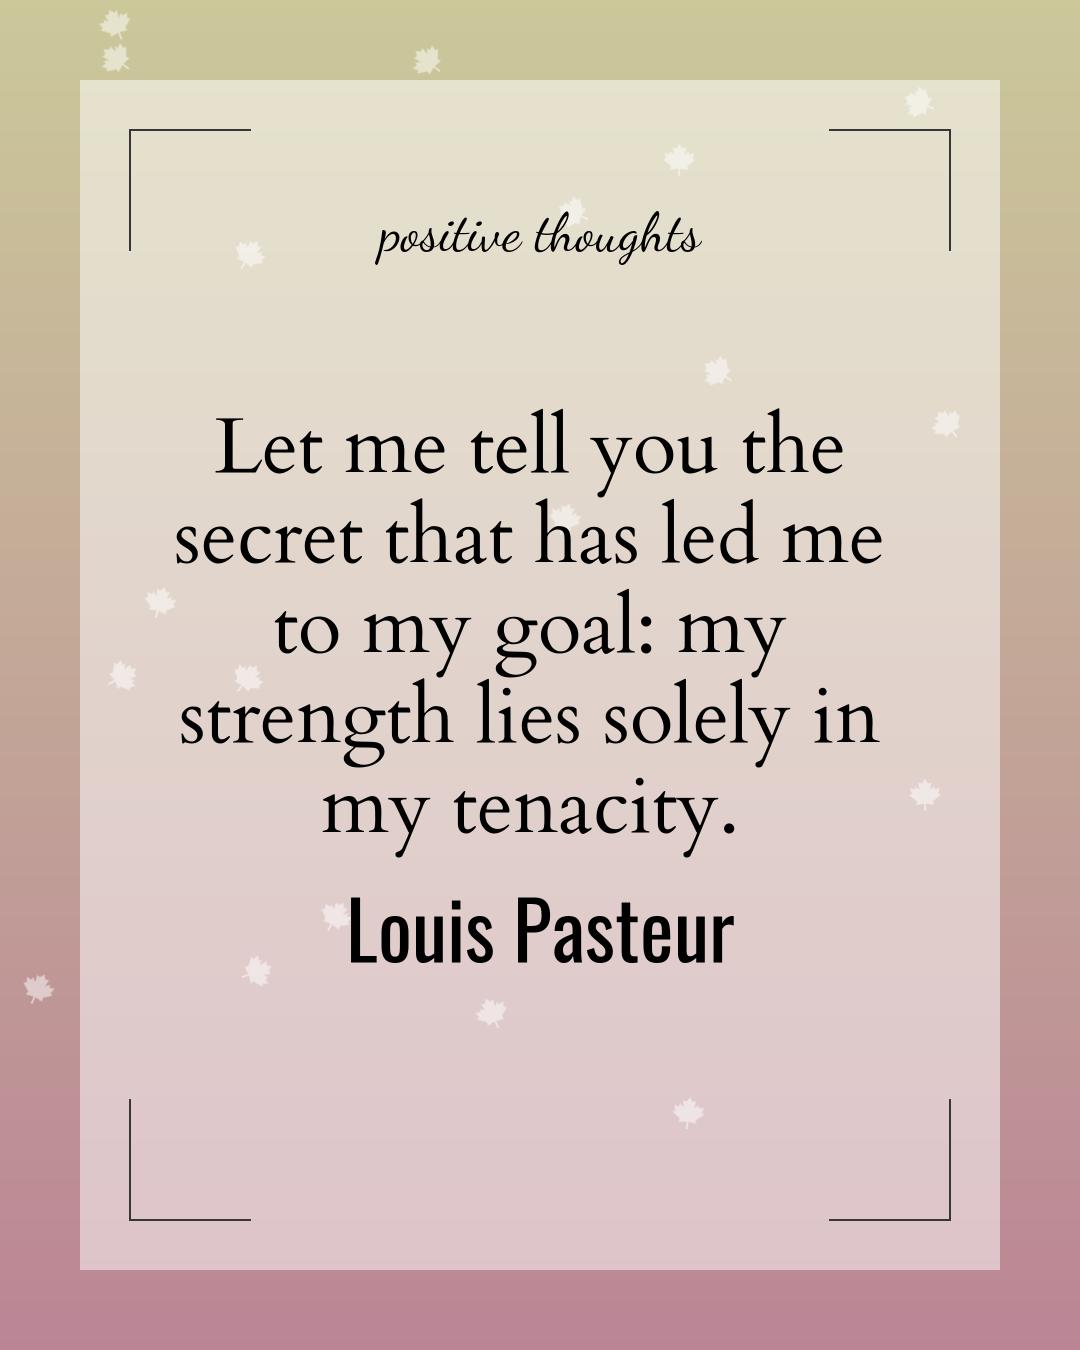 positive thoughts
Let me tell you the
secret that has led me
to my goal: my
strength lies solely in
my tenacity.
Louis Pasteur